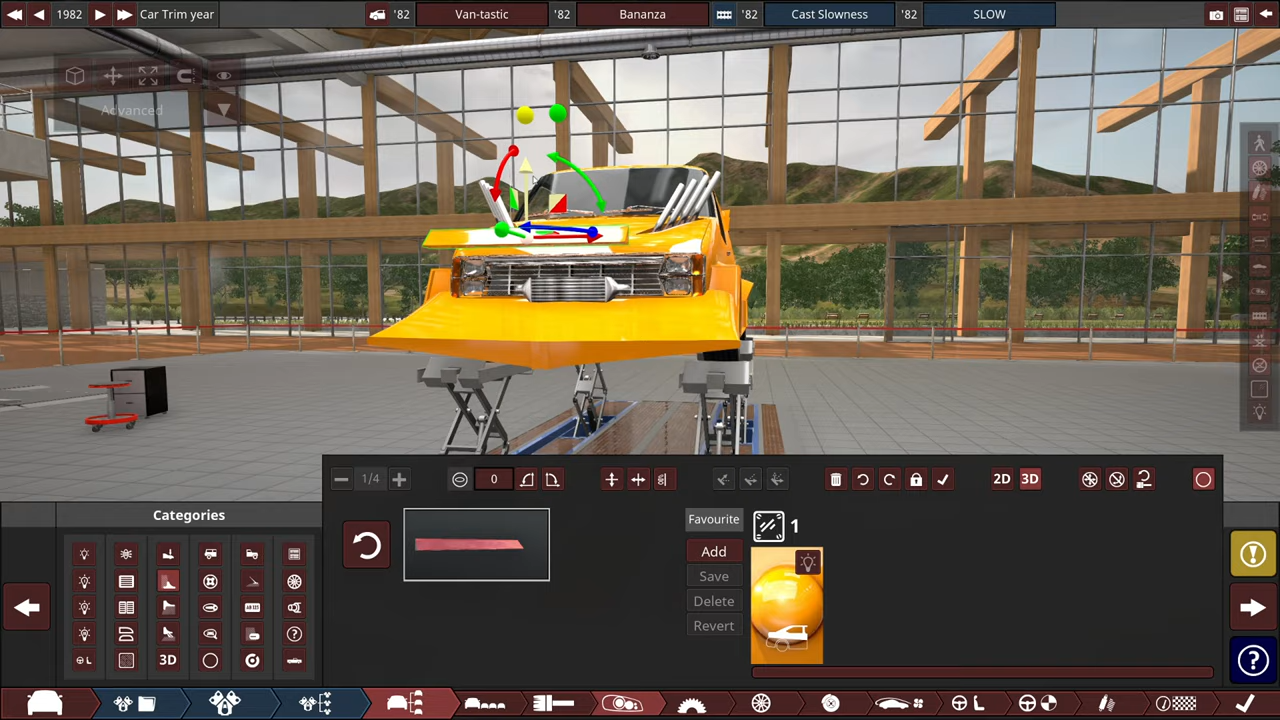 1982 Car Trim year '82 Van-tastic '82 Bananza '82 Cast Slowness '82 SLOW
Advanced
1/4 0 2D 3D
Categories
Favourite 1
Add
Save
Delete
Revert
L 3D
?
?